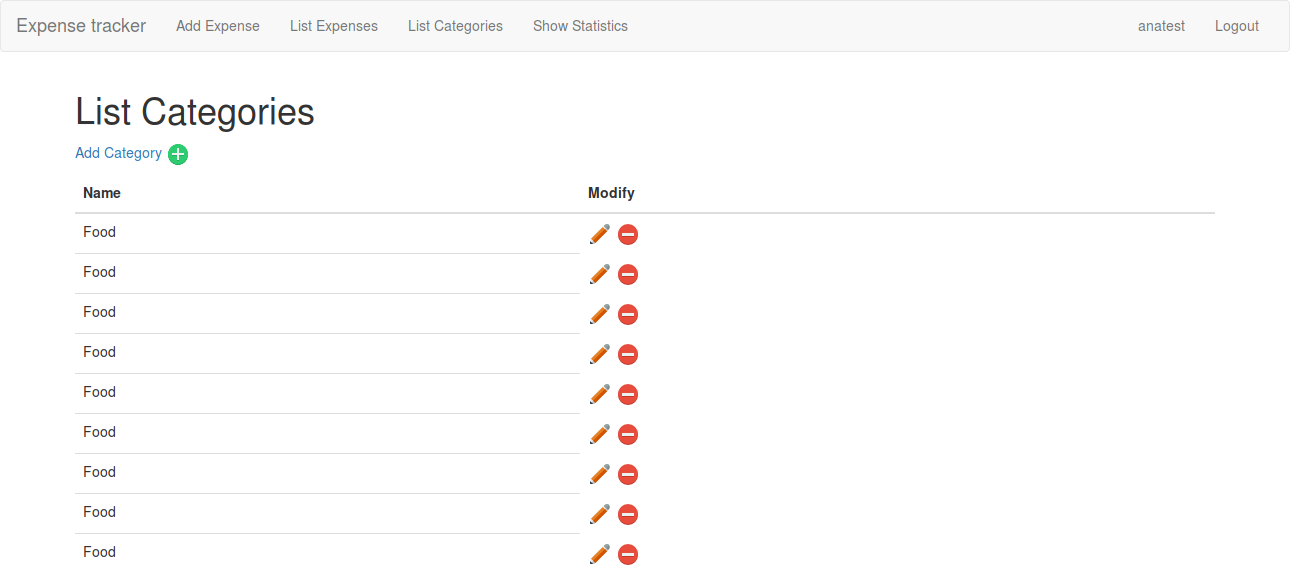 Expense tracker Add Expense List Expenses List Categories Show Statistics anatest Logout
List Categories
Add Category
Name Modify
Food
Food
Food
Food
Food
Food
Food
Food
Food